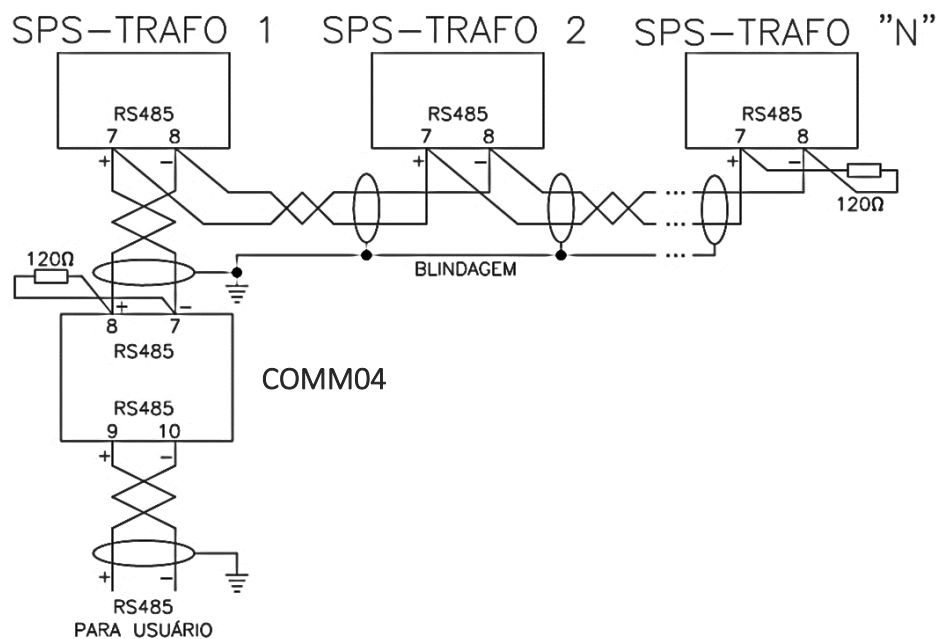 SPS-TRAFO 1 SPS-TRAFO 2 SPS-TRAFO "N"
RS485 RS485 RS485
7 8 7 8 7 8
+ - + - + -
120Ω
...
BLINDAGEM ...
120Ω
+ -
8 7
RS485
COMM04
RS485
9 10
+ -
+ -
RS485
PARA USUÁRIO